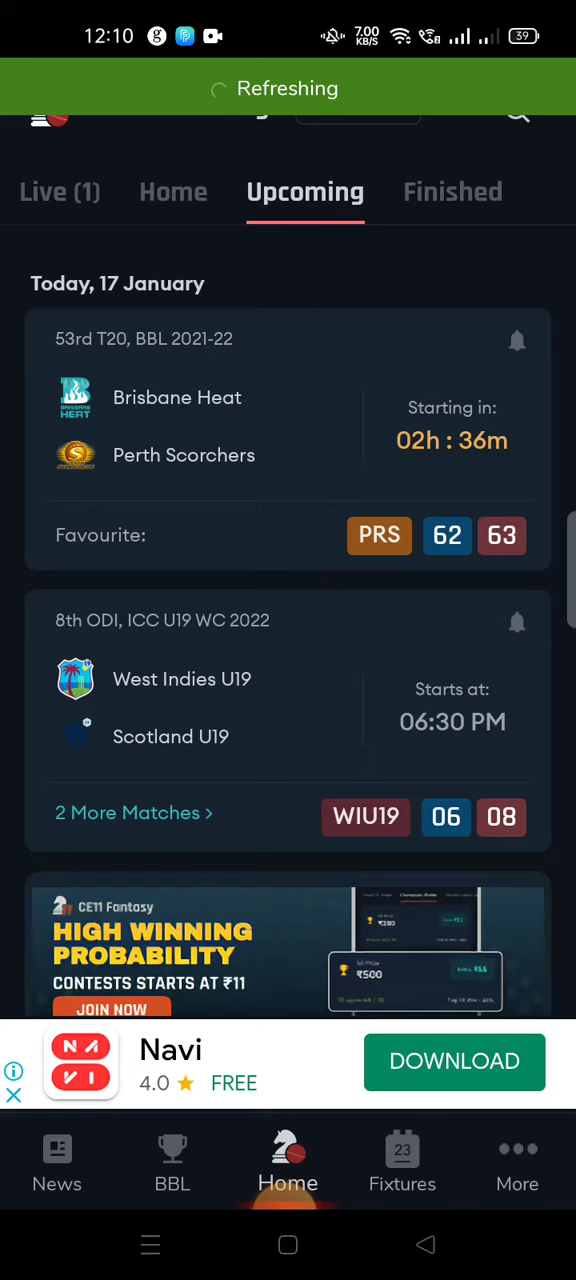 12:10
7.00 KB/S
39
Refreshing
Live (1) Home Upcoming Finished
Today, 17 January
53rd T20, BBL 2021-22
BRISBANE HEAT
Brisbane Heat
Perth Scorchers
Starting in:
02h : 36m
Favourite: PRS 62 63
8th ODI, ICC U19 WC 2022
West Indies U19
Scotland U19
Starts at:
06:30 PM
2 More Matches > WIU19 06 08
CE11 Fantasy
HIGH WINNING
PROBABILITY
CONTESTS STARTS AT ₹11
JOIN NOW
₹500
NAVI
Navi
4.0 ★ FREE
DOWNLOAD
23
News BBL Home Fixtures More